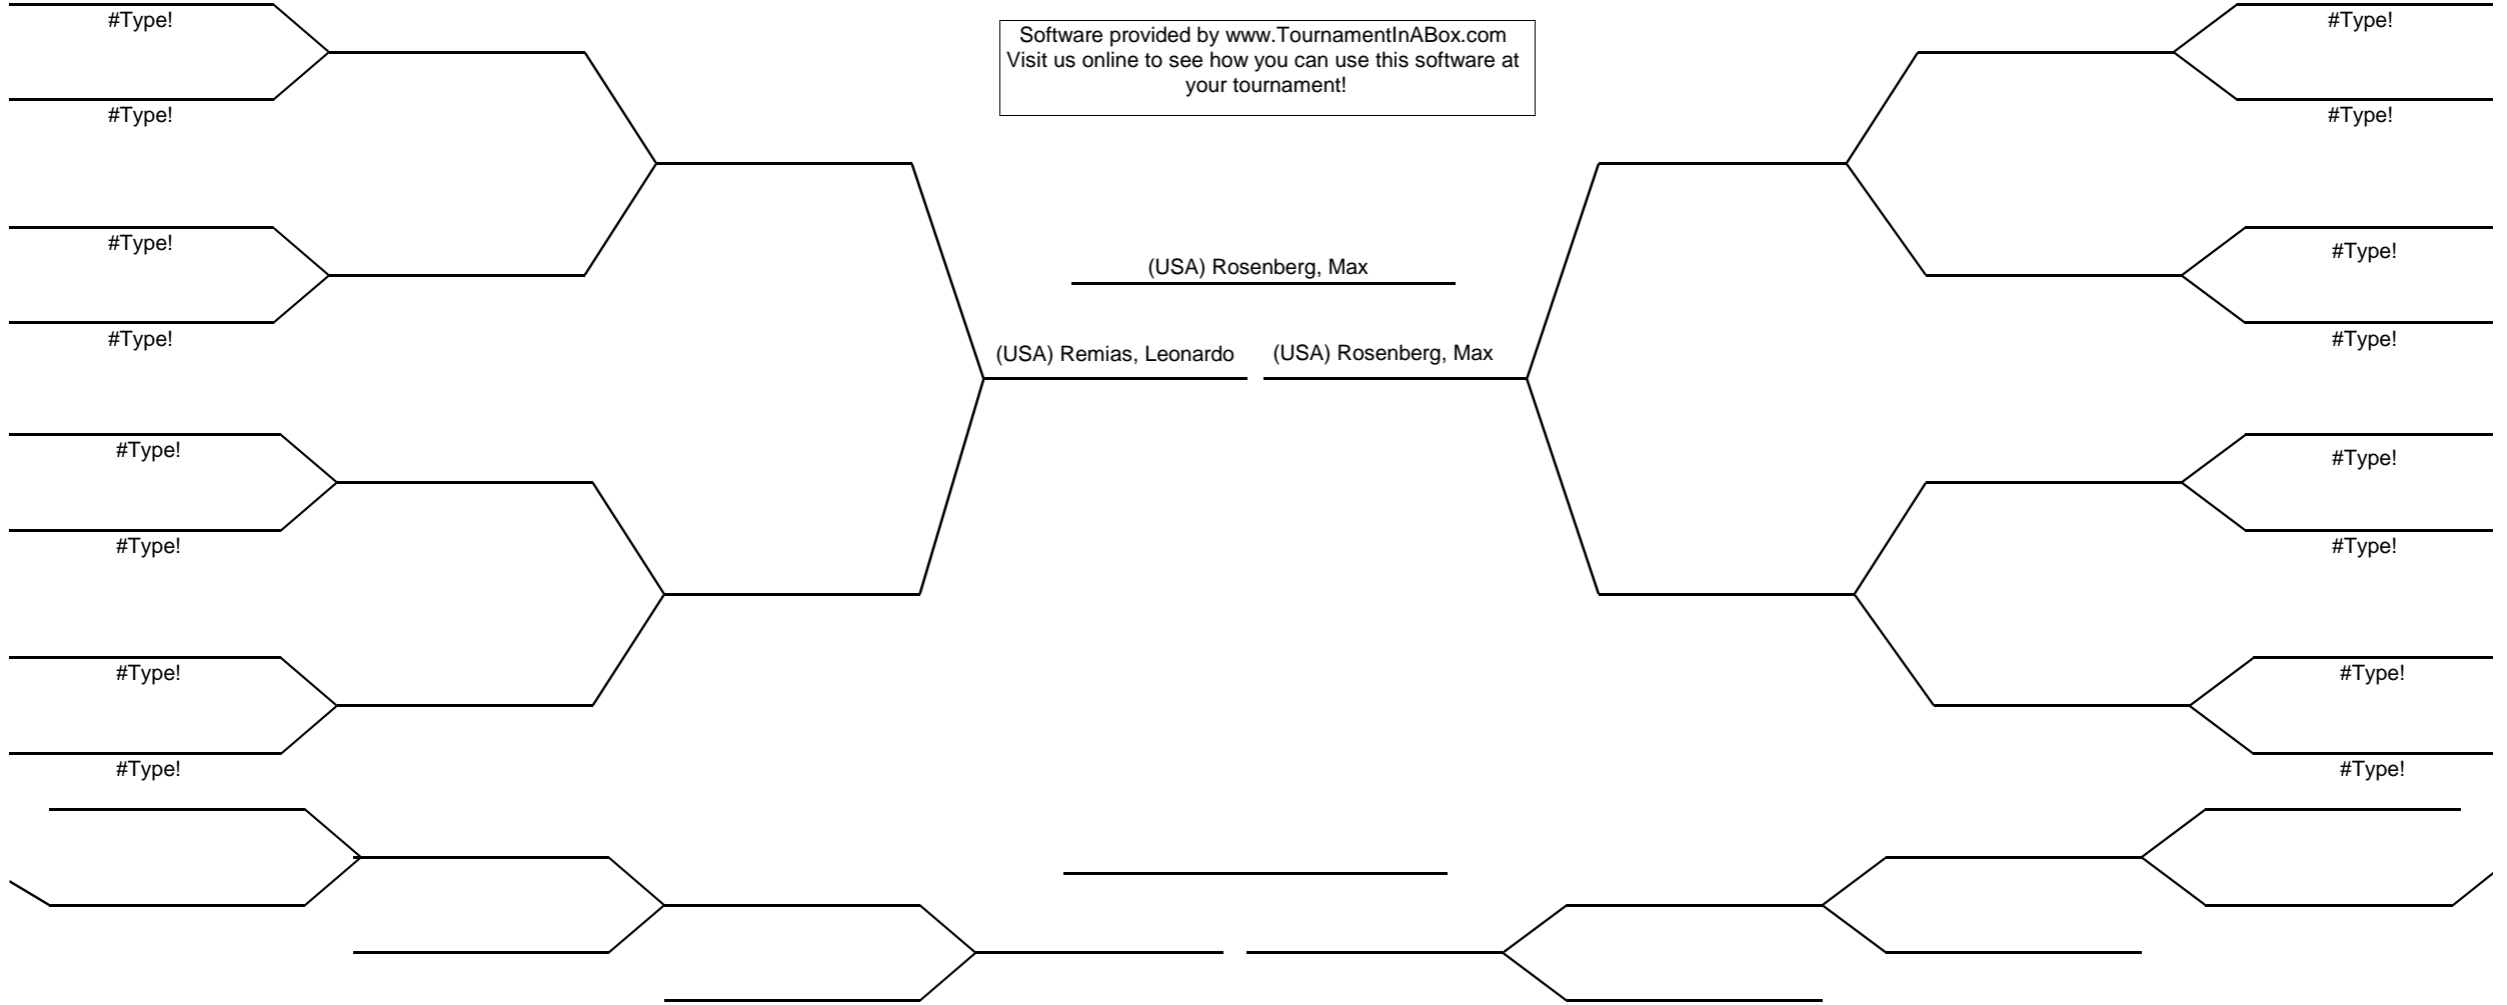 #Type!
#Type!
Software provided by www.TournamentInABox.com
Visit us online to see how you can use this software at
your tournament!
#Type!
#Type!
#Type!
#Type!
(USA) Rosenberg, Max
#Type!
#Type!
(USA) Remias, Leonardo
(USA) Rosenberg, Max
#Type!
#Type!
#Type!
#Type!
#Type!
#Type!
#Type!
#Type!